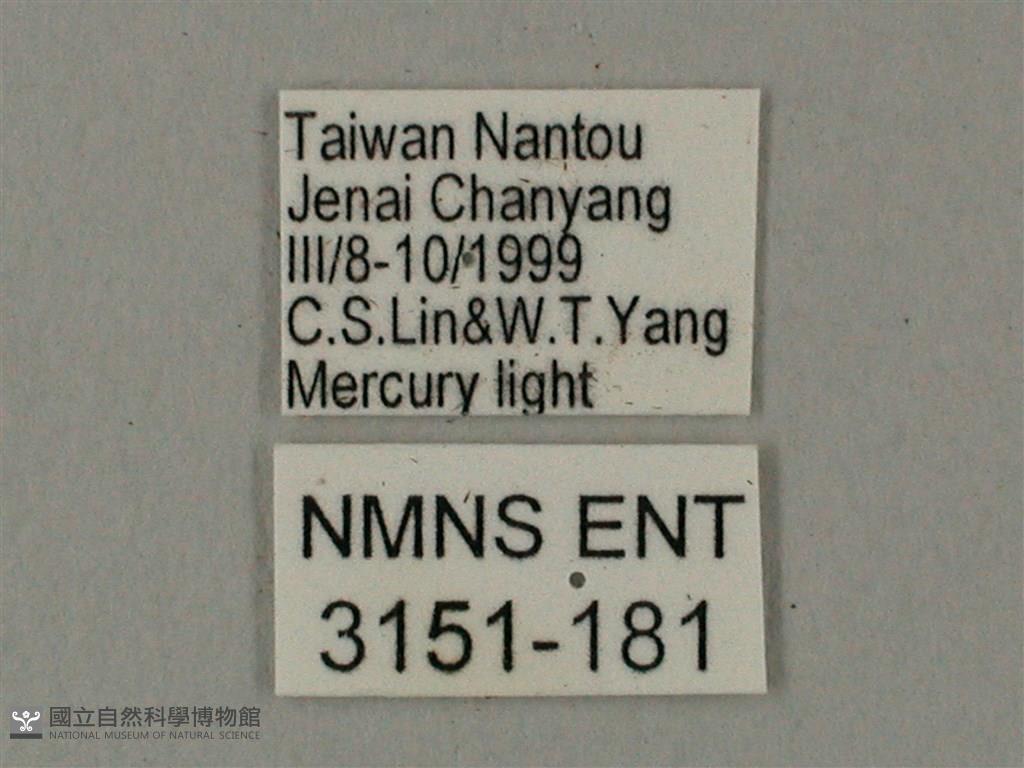 Taiwan Nantou
Jenai Chanyang
III/8-10/1999
C.S.Lin&W.T.Yang
Mercury light
NMNS ENT
3151-181
國立自然科學博物館
NATIONAL MUSEUM OF NATURAL SCIENCE